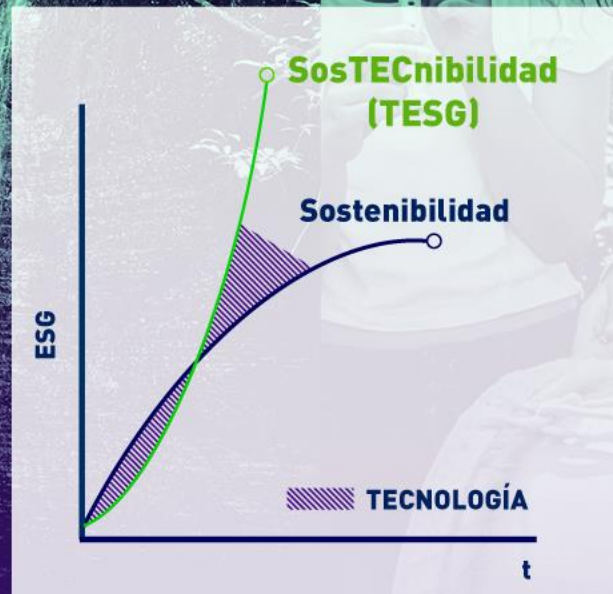 SosTECnibilidad
(TESG)
Sostenibilidad
ESG
TECNOLOGÍA
t